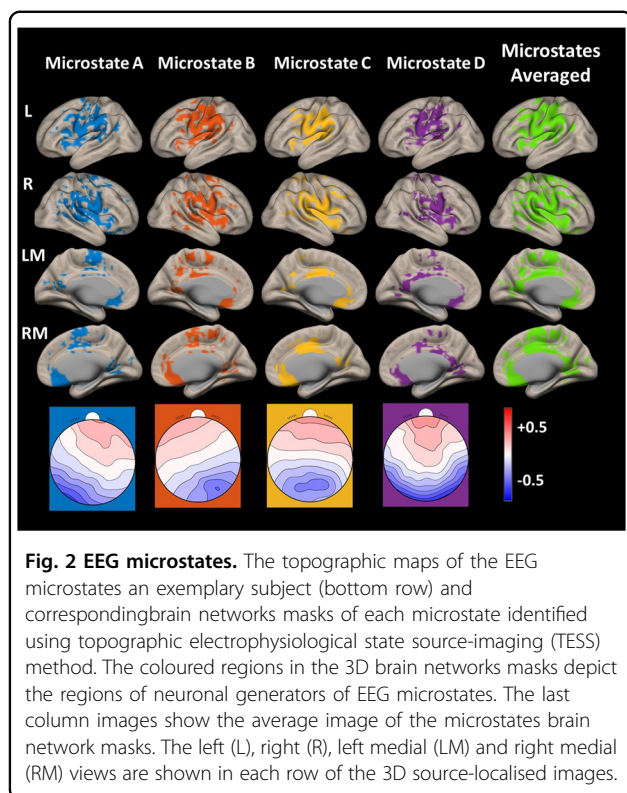 Microstate A Microstate B Microstate C Microstate D Microstates Averaged
L
R
LM
RM
+0.5
-0.5
Fig. 2 EEG microstates. The topographic maps of the EEG
microstates an exemplary subject (bottom row) and
correspondingbrain networks masks of each microstate identified
using topographic electrophysiological state source-imaging (TESS)
method. The coloured regions in the 3D brain networks masks depict
the regions of neuronal generators of EEG microstates. The last
column images show the average image of the microstates brain
network masks. The left (L), right (R), left medial (LM) and right medial
(RM) views are shown in each row of the 3D source-localised images.